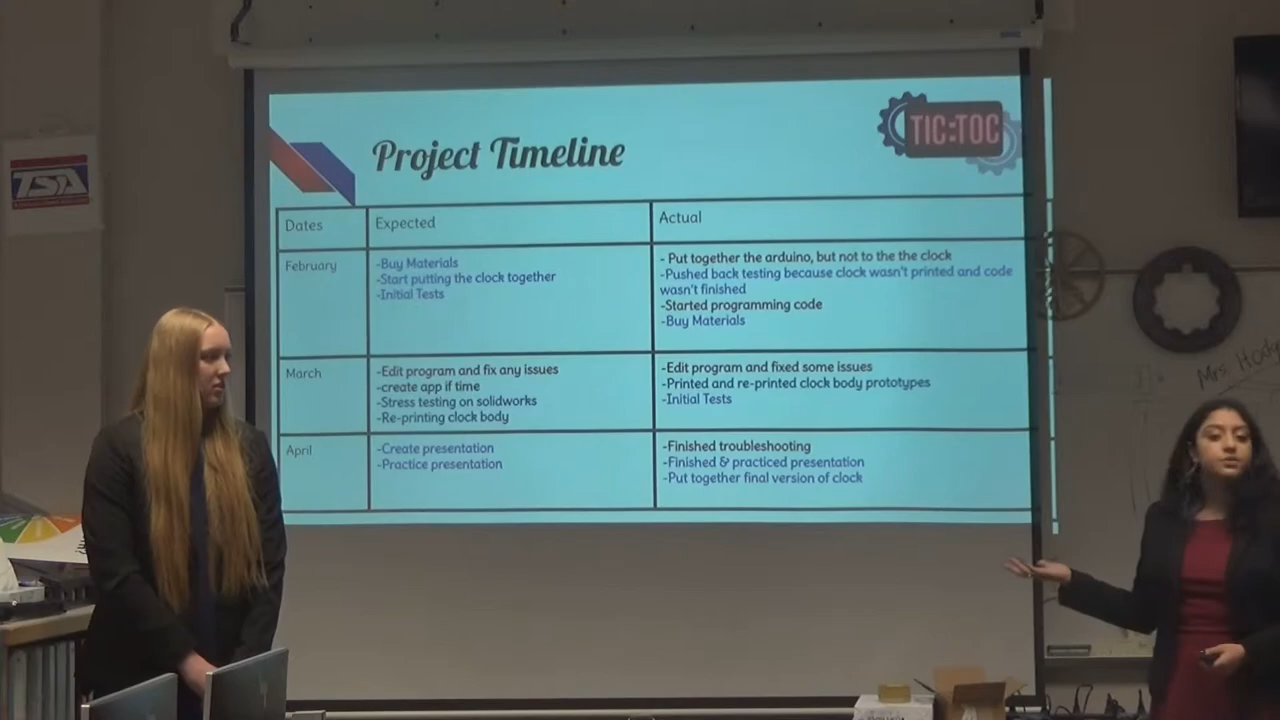 TSA
Project Timeline
TIC:TOC
Dates
Expected
Actual
February
-Buy Materials
-Start putting the clock together
-Initial Tests
- Put together the arduino, but not to the the clock
-Pushed back testing because clock wasn't printed and code
wasn't finished
-Started programming code
-Buy Materials
March
-Edit program and fix any issues
-create app if time
-Stress testing on solidworks
-Re-printing clock body
-Edit program and fixed some issues
-Printed and re-printed clock body prototypes
-Initial Tests
April
-Create presentation
-Practice presentation
-Finished troubleshooting
-Finished & practiced presentation
-Put together final version of clock
Mrs.